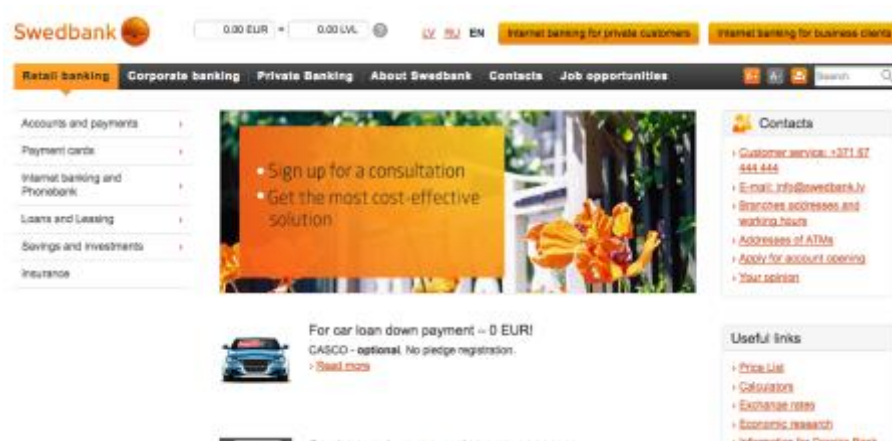 Swedbank
0.00 EUR = 0.00 LVL
LV RU EN
Internet banking for private customers
Internet banking for business clients
Retail banking Corporate banking Private Banking About Swedbank Contacts Job opportunities
Search
Accounts and payments
Payment cards
Internet banking and
Phonebank
Loans and Leasing
Savings and investments
Insurance
• Sign up for a consultation
• Get the most cost-effective
solution
For car loan down payment – 0 EUR!
CASCO - optional. No pledge registration.
Read more
Contacts
Customer service: +371 67
444 444
E-mail: info@swedbank.lv
Branches addresses and
working hours
Addresses of ATMs
Apply for account opening
Your opinion
Useful links
Price List
Calculators
Exchange rates
Economic research